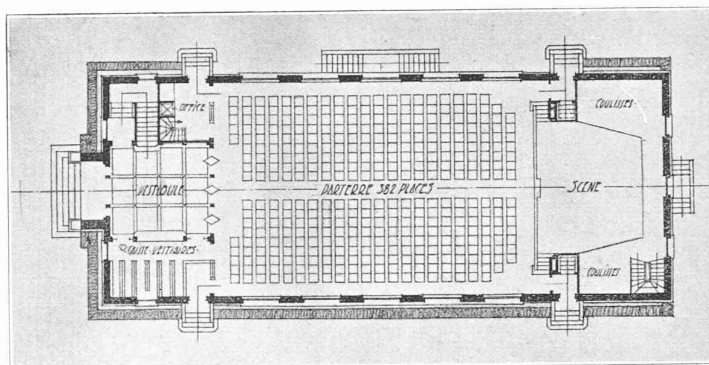 OFFICE
COULISSES
VESTIBULE
PARTERRE 382 PLACES
SCENE
CAISSE-VESTIAIRES
COULISSES